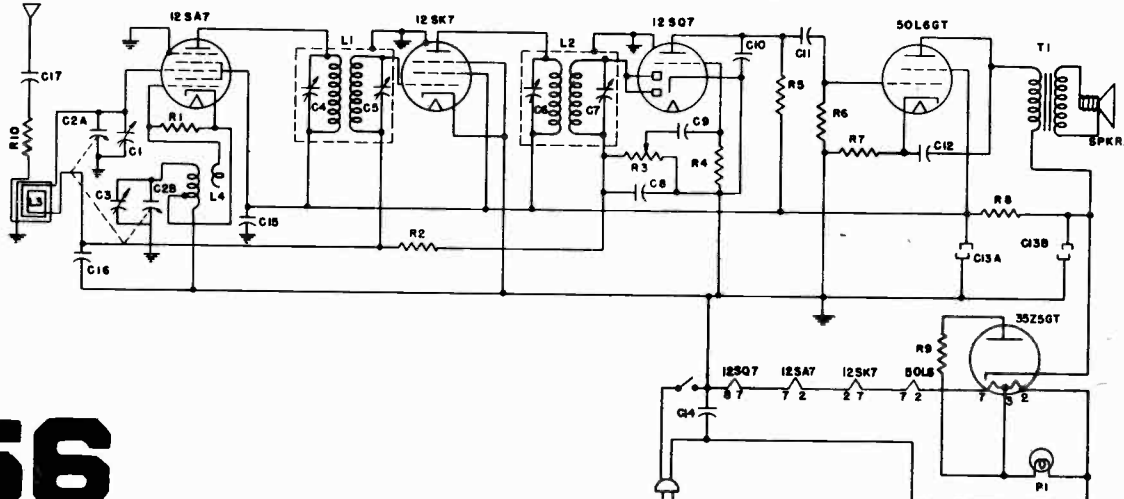 12SA7
12SK7
12SQ7
50L6GT
L1
L2
C10
C11
T1
C17
C2A
C1
R1
C4
C5
C6
C7
C9
R5
R6
R7
C12
SPKR
R10
L3
C3
C2B
L4
R3
R4
C8
C15
R2
R8
C16
C13A
C13B
35Z5GT
R9
12SQ7
12SA7
12SK7
50L6
8 7
7 2
2 7
7 2
7
3
2
C14
P1
56